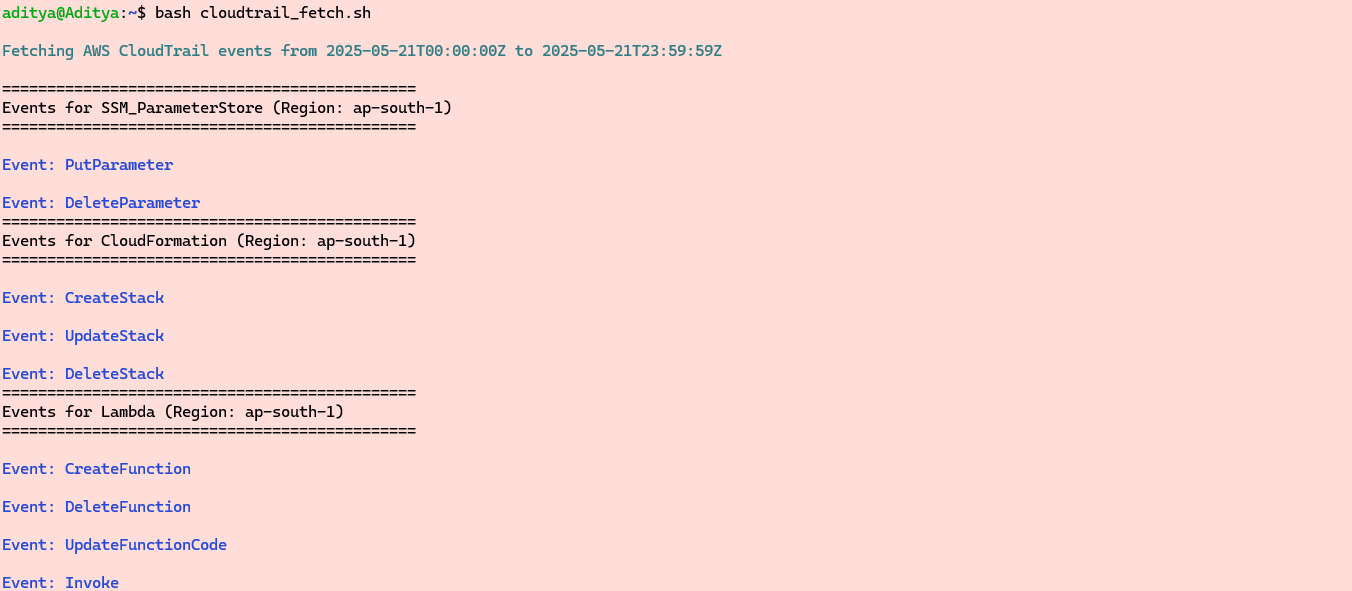 aditya@Aditya:~$ bash cloudtrail_fetch.sh
Fetching AWS CloudTrail events from 2025-05-21T00:00:00Z to 2025-05-21T23:59:59Z
==============================================
Events for SSM_ParameterStore (Region: ap-south-1)
==============================================
Event: PutParameter
Event: DeleteParameter
==============================================
Events for CloudFormation (Region: ap-south-1)
==============================================
Event: CreateStack
Event: UpdateStack
Event: DeleteStack
==============================================
Events for Lambda (Region: ap-south-1)
==============================================
Event: CreateFunction
Event: DeleteFunction
Event: UpdateFunctionCode
Event: Invoke